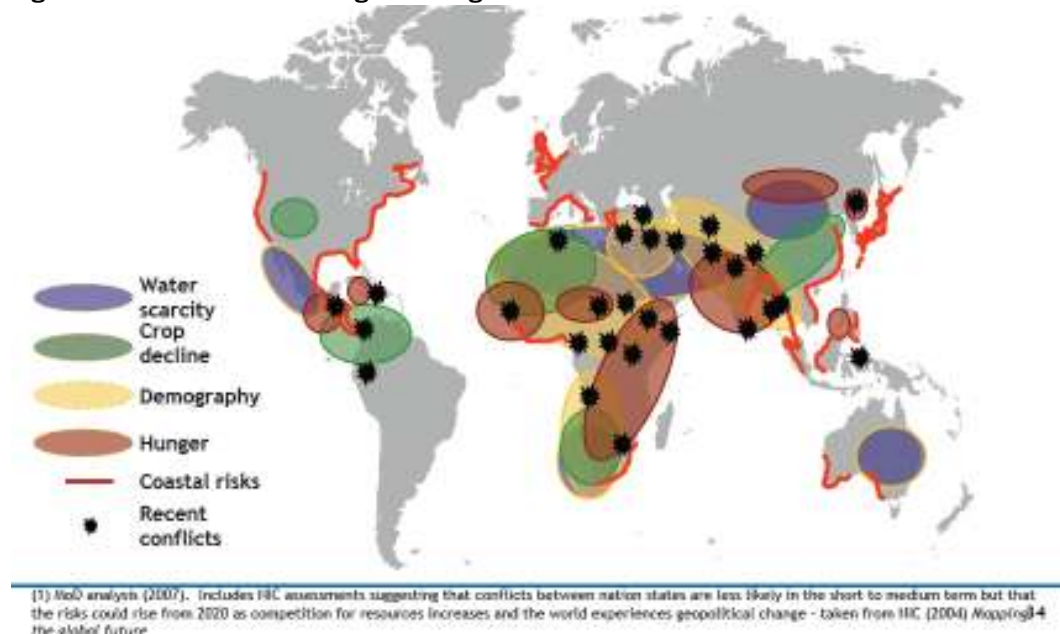 Water
scarcity
Crop
decline
Demography
Hunger
Coastal risks
Recent
conflicts
(1) MoD analysis (2007). Includes NIC assessments suggesting that conflicts between nation states are less likely in the short to medium term but that
the risks could rise from 2020 as competition for resources increases and the world experiences geopolitical change - taken from NIC (2004) Mapping
the global future